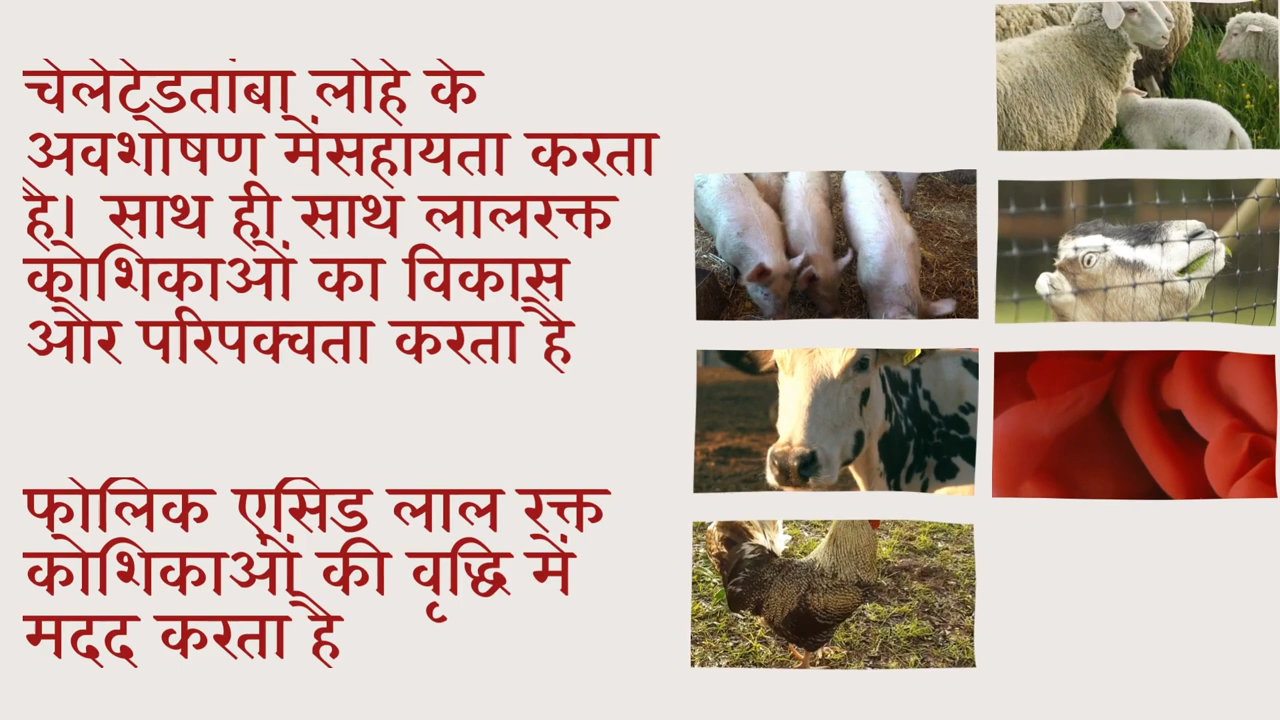 चेलेटेडतांबा लोहे के
अवशोषण मेंसहायता करता
है। साथ ही साथ लालरक्त
कोशिकाओं का विकास
और परिपक्वता करता है
फोलिक एसिड लाल रक्त
कोशिकाओं की वृद्धि में
मदद करता है